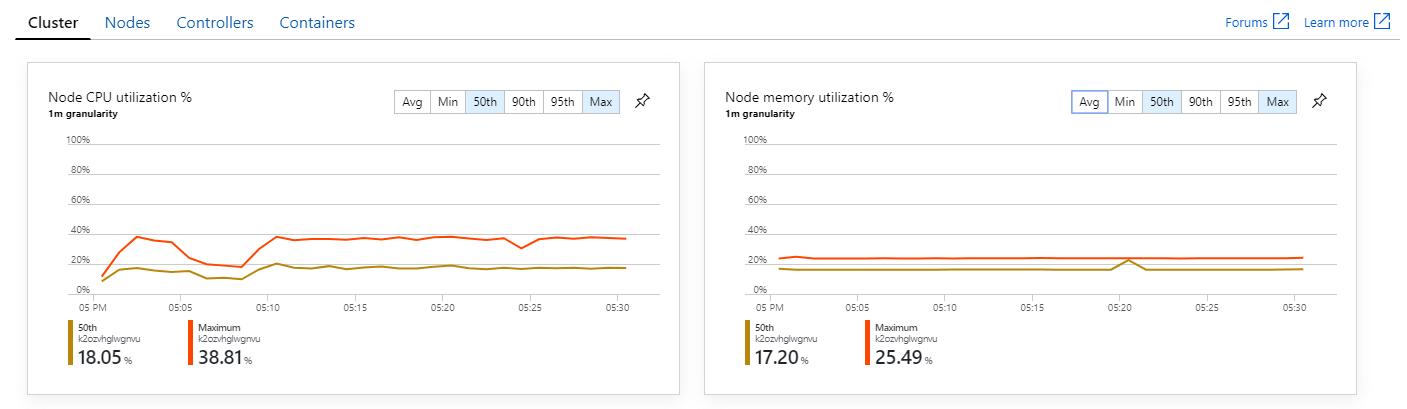 Cluster Nodes Controllers Containers Forums Learn more
Node CPU utilization %
1m granularity
Avg Min 50th 90th 95th Max
100%
80%
60%
40%
20%
0%
05 PM 05:05 05:10 05:15 05:20 05:25 05:30
50th
k2ozvhglwgnvu
18.05 %
Maximum
k2ozvhglwgnvu
38.81 %
Node memory utilization %
1m granularity
Avg Min 50th 90th 95th Max
100%
80%
60%
40%
20%
0%
05 PM 05:05 05:10 05:15 05:20 05:25 05:30
50th
k2ozvhglwgnvu
17.20 %
Maximum
k2ozvhglwgnvu
25.49 %